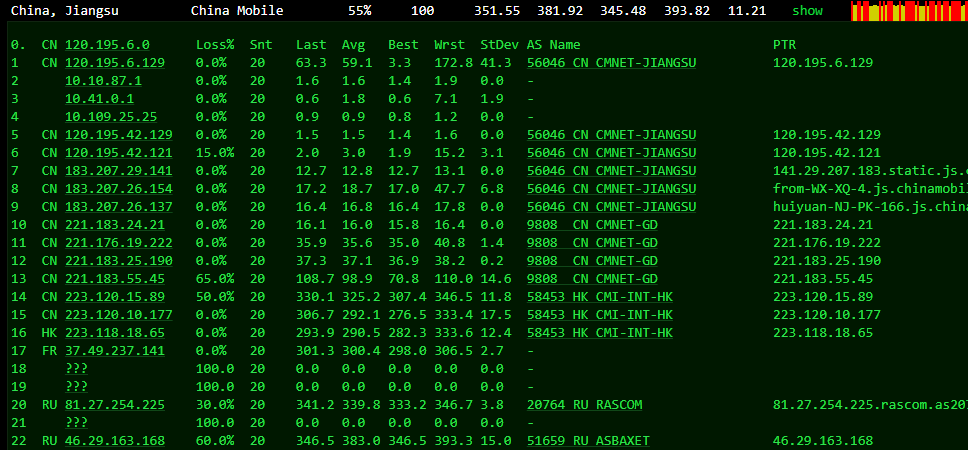 China, Jiangsu China Mobile 55% 100 351.55 381.92 345.48 393.82 11.21 show
0. CN 120.195.6.0 Loss% Snt Last Avg Best Wrst StDev AS Name PTR
1 CN 120.195.6.129 0.0% 20 63.3 59.1 3.3 172.8 41.3 56046 CN CMNET-JIANGSU 120.195.6.129
2 10.10.87.1 0.0% 20 1.6 1.6 1.4 1.9 0.0 -
3 10.41.0.1 0.0% 20 0.6 1.8 0.6 7.1 1.9 -
4 10.109.25.25 0.0% 20 0.9 0.9 0.8 1.2 0.0 -
5 CN 120.195.42.129 0.0% 20 1.5 1.5 1.4 1.6 0.0 56046 CN CMNET-JIANGSU 120.195.42.129
6 CN 120.195.42.121 15.0% 20 2.0 3.0 1.9 15.2 3.1 56046 CN CMNET-JIANGSU 120.195.42.121
7 CN 183.207.29.141 0.0% 20 12.7 12.8 12.7 13.1 0.0 56046 CN CMNET-JIANGSU 141.29.207.183.static.js.c
8 CN 183.207.26.154 0.0% 20 17.2 18.7 17.0 47.7 6.8 56046 CN CMNET-JIANGSU from-WX-XQ-4.js.chinamobil
9 CN 183.207.26.137 0.0% 20 16.4 16.8 16.4 17.8 0.0 56046 CN CMNET-JIANGSU huiyuan-NJ-PK-166.js.china
10 CN 221.183.24.21 0.0% 20 16.1 16.0 15.8 16.4 0.0 9808 CN CMNET-GD 221.183.24.21
11 CN 221.176.19.222 0.0% 20 35.9 35.6 35.0 40.8 1.4 9808 CN CMNET-GD 221.176.19.222
12 CN 221.183.25.190 0.0% 20 37.3 37.1 36.9 38.2 0.2 9808 CN CMNET-GD 221.183.25.190
13 CN 221.183.55.45 65.0% 20 108.7 98.9 70.8 110.0 14.6 9808 CN CMNET-GD 221.183.55.45
14 CN 223.120.15.89 50.0% 20 330.1 325.2 307.4 346.5 11.8 58453 HK CMI-INT-HK 223.120.15.89
15 CN 223.120.10.177 0.0% 20 306.7 292.1 276.5 333.4 17.5 58453 HK CMI-INT-HK 223.120.10.177
16 HK 223.118.18.65 0.0% 20 293.9 290.5 282.3 333.6 12.4 58453 HK CMI-INT-HK 223.118.18.65
17 FR 37.49.237.141 0.0% 20 301.3 300.4 298.0 306.5 2.7 -
18 ??? 100.0 20 0.0 0.0 0.0 0.0 0.0 -
19 ??? 100.0 20 0.0 0.0 0.0 0.0 0.0 -
20 RU 81.27.254.225 30.0% 20 341.2 339.8 333.2 346.7 3.8 20764 RU RASCOM 81.27.254.225.rascom.as20
21 ??? 100.0 20 0.0 0.0 0.0 0.0 0.0 -
22 RU 46.29.163.168 60.0% 20 346.5 383.0 346.5 393.3 15.0 51659 RU ASBAXET 46.29.163.168